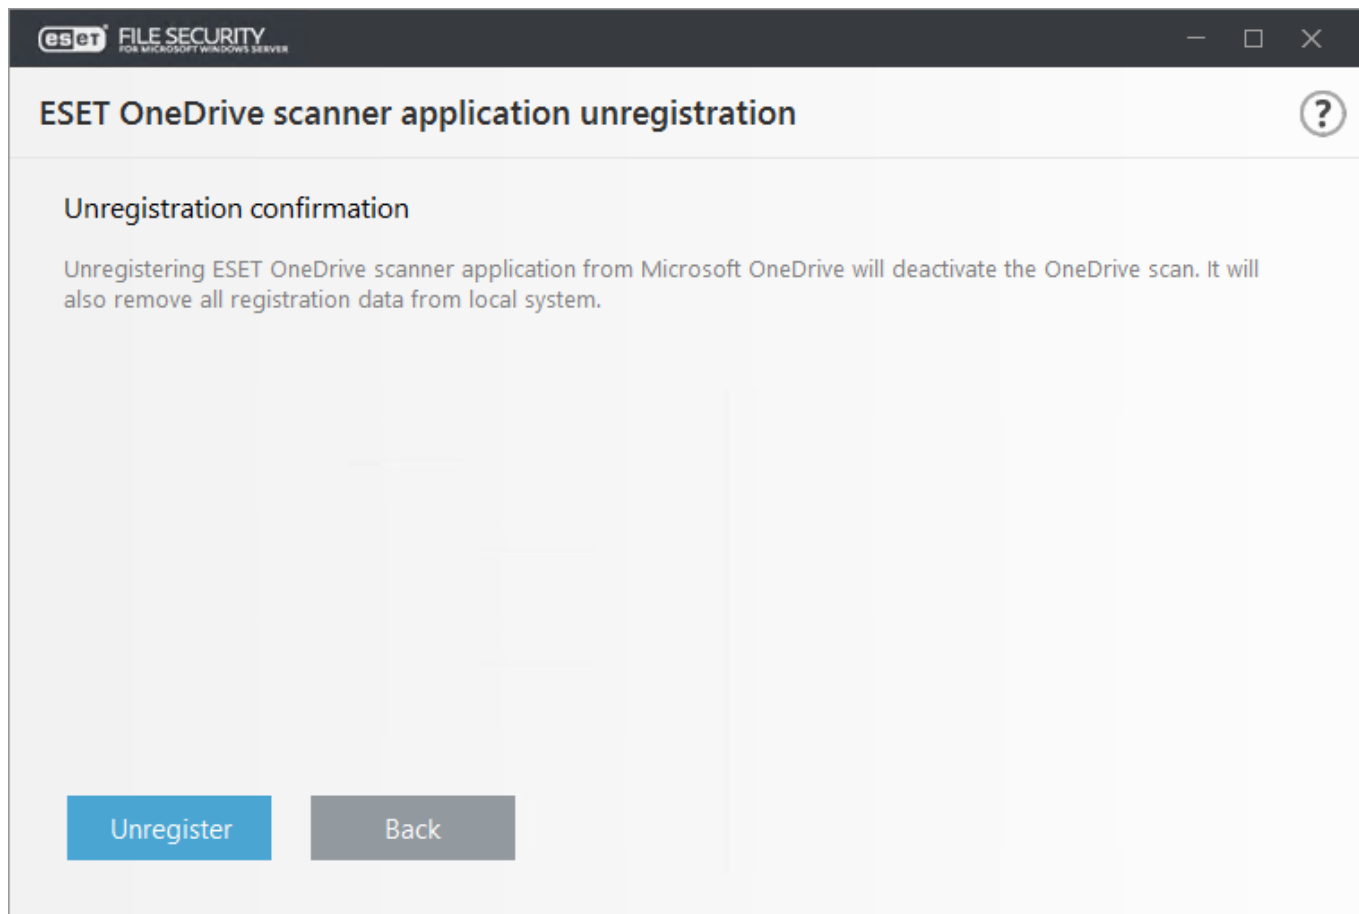 eset FILE SECURITY
FOR MICROSOFT WINDOWS SERVER
ESET OneDrive scanner application unregistration
?
Unregistration confirmation
Unregistering ESET OneDrive scanner application from Microsoft OneDrive will deactivate the OneDrive scan. It will
also remove all registration data from local system.
Unregister Back